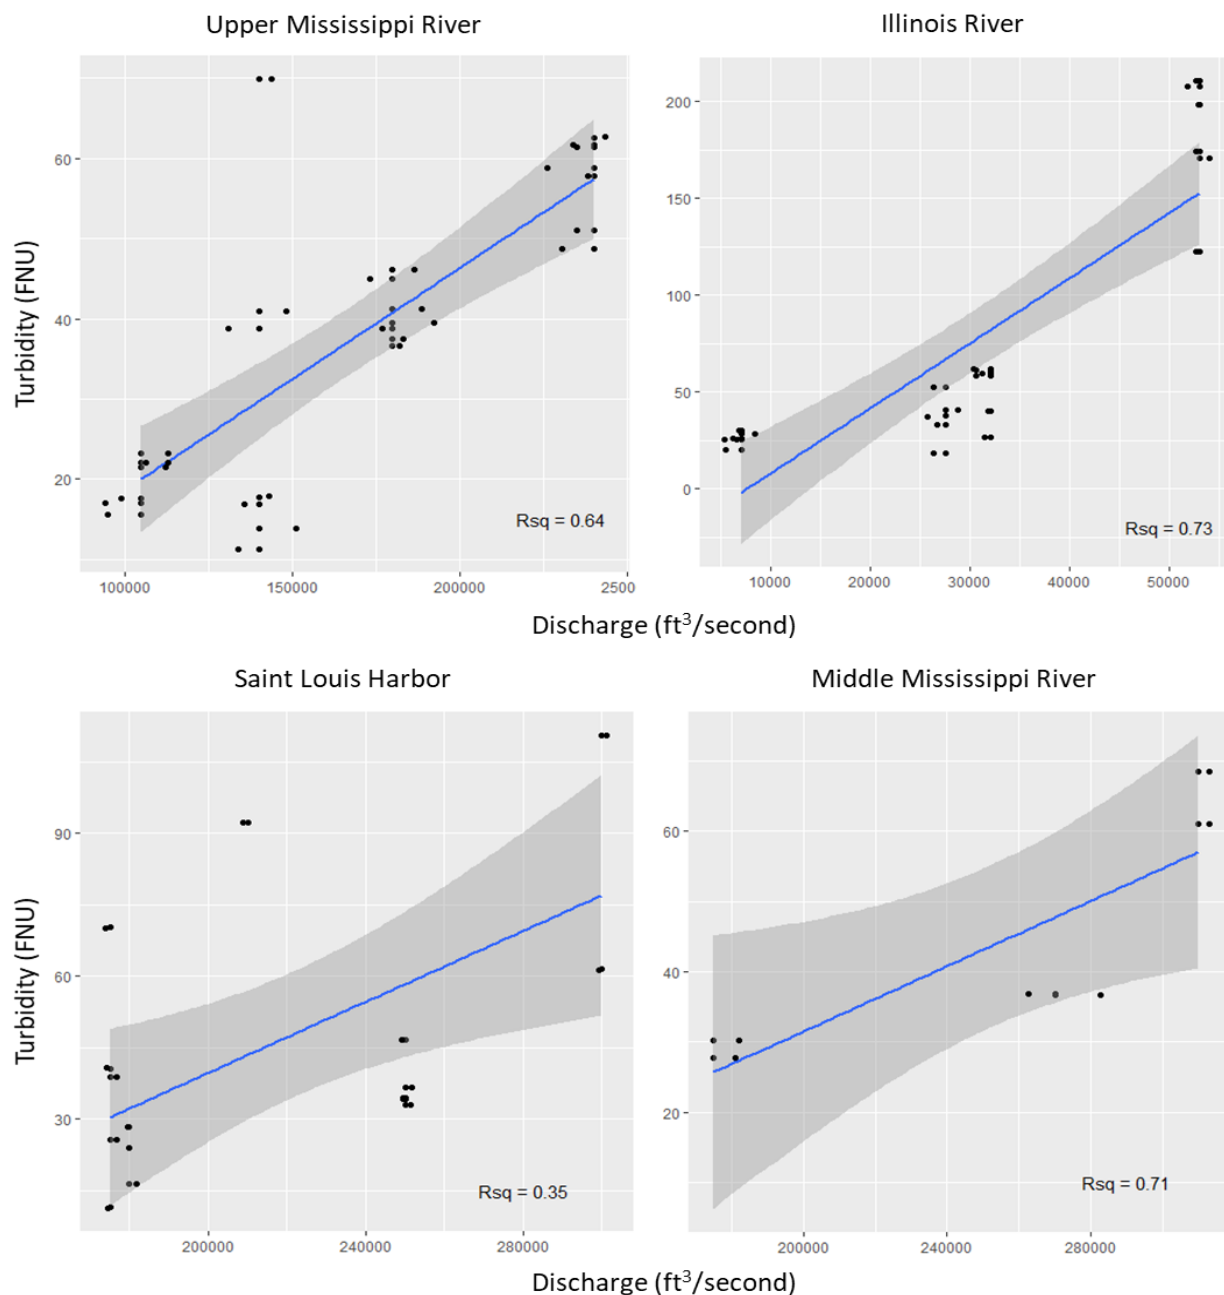 Upper Mississippi River
Illinois River
Turbidity (FNU)
60
40
20
Rsq = 0.64
100000 150000 200000 2500
200
150
100
50
0
Rsq = 0.73
10000 20000 30000 40000 50000
Discharge (ft³/second)
Saint Louis Harbor
Middle Mississippi River
Turbidity (FNU)
90
60
30
Rsq = 0.35
200000 240000 280000
60
40
20
Rsq = 0.71
200000 240000 280000
Discharge (ft³/second)